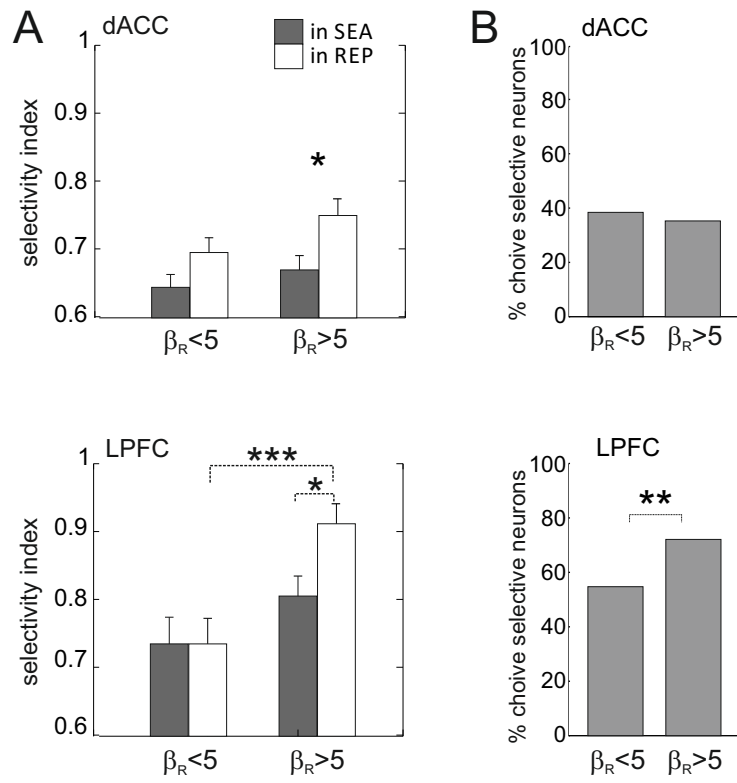 A
dACC
in SEA
in REP
selectivity index
1
0.9
0.8
0.7
0.6
*
βR<5
βR>5
B
dACC
% choive selective neurons
100
80
60
40
20
0
βR<5 βR>5
LPFC
selectivity index
1
0.9
0.8
0.7
0.6
***
*
βR<5
βR>5
LPFC
% choive selective neurons
100
80
60
40
20
0
**
βR<5 βR>5